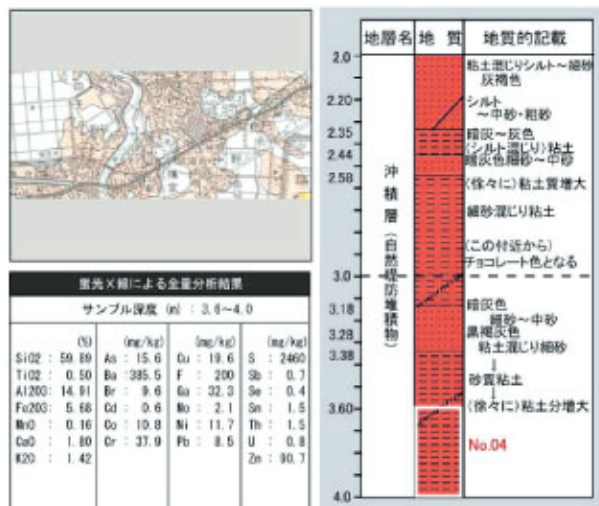 蛍光X線による全量分析結果
サンプル深度 (m) : 3.6~4.0
(%)
SiO2 : 59.89
TiO2 : 0.50
Al2O3: 14.91
Fe2O3: 5.68
MnO : 0.16
CaO : 1.80
K2O : 1.42
(mg/kg)
As : 15.6
Ba :385.5
Br : 9.6
Cd : 0.6
Co : 10.8
Cr : 37.9
(mg/kg)
Cu : 19.6
F : 200
Ga : 32.3
Mo : 2.1
Ni : 11.7
Pb : 8.5
(mg/kg)
S : 2460
Sb : 0.7
Se : 0.4
Sn : 1.5
Th : 1.5
U : 0.8
Zn : 90.7
地層名 地質 地質的記載
2.0
2.20
2.35
2.44
2.58
3.0
3.18
3.28
3.38
3.60
4.0
沖積層(自然堤防堆積物)
粘土混じりシルト~細砂
灰褐色
シルト
~中砂・粗砂
暗灰~灰色
(シルト混じり)粘土
暗灰色細砂~中砂
(徐々に)粘土質増大
細砂混じり粘土
(この付近から)
チョコレート色となる
暗灰色
細砂~中砂
黒褐灰色
粘土混じり細砂
↓
砂質粘土
↓
(徐々に)粘土分増大
No.04